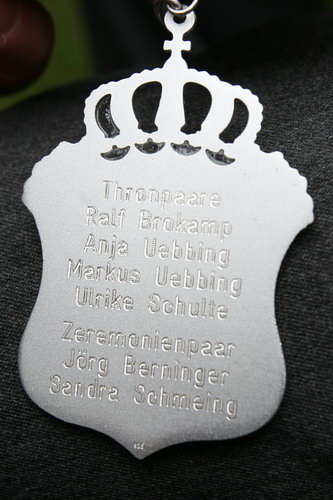 Thronpaare
Ralf Brokamp
Anja Uebbing
Markus Uebbing
Ulrike Schulte
Zeremonienpaar
Jörg Berninger
Sandra Schmeing